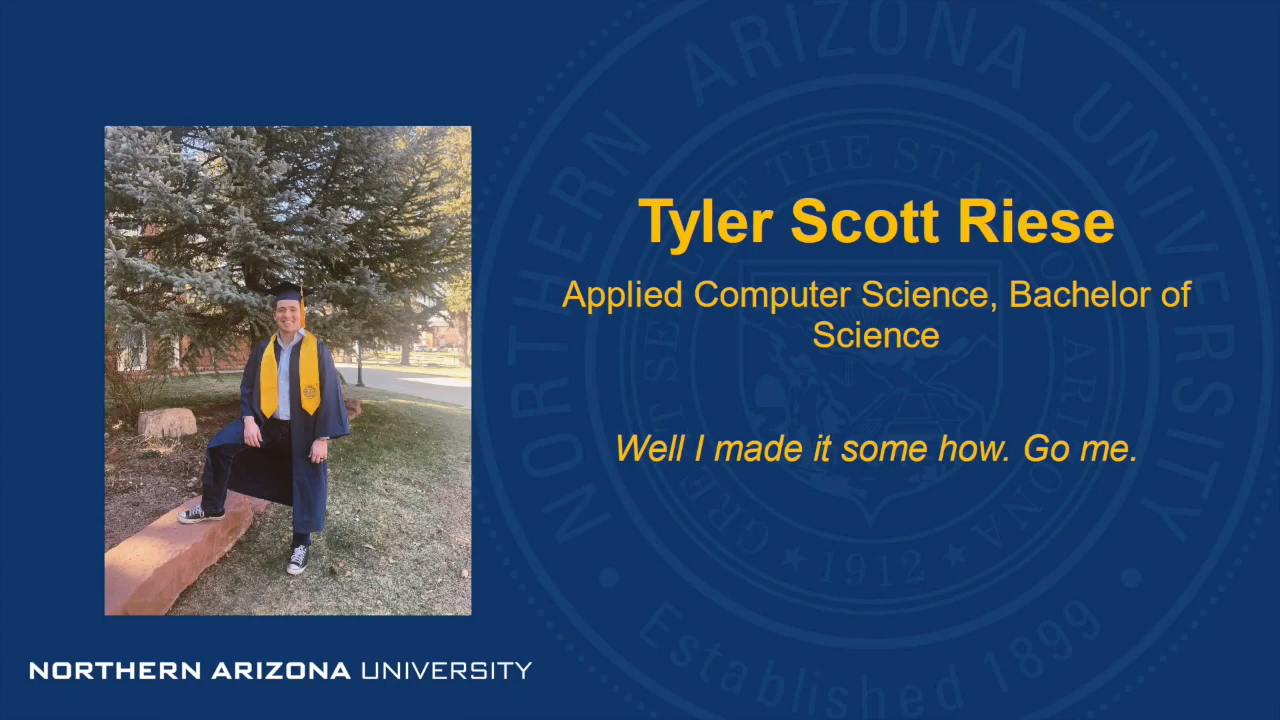 Tyler Scott Riese
Applied Computer Science, Bachelor of
Science
Well I made it some how. Go me.
NORTHERN ARIZONA UNIVERSITY
NORTHERN ARIZONA UNIVERSITY
GREAT SEAL OF THE STATE OF ARIZONA
1912
Established 1899